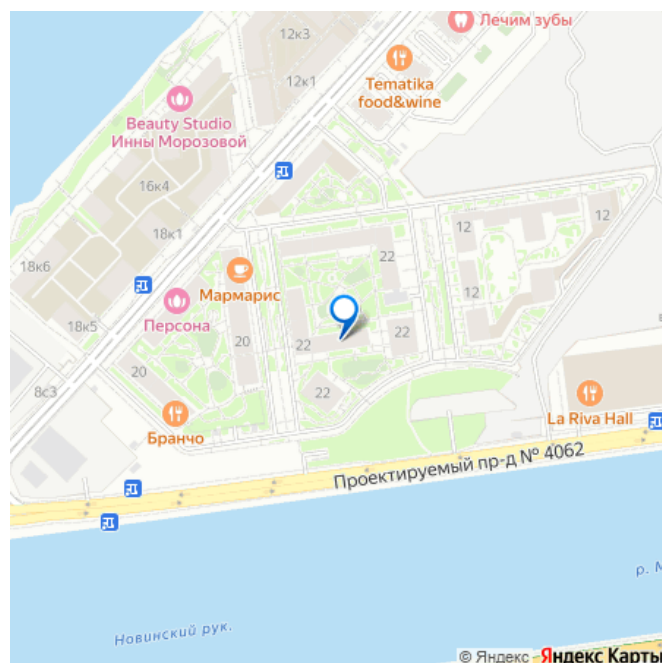 Лечим зубы
12к3
12к1
Tematika
food&wine
Beauty Studio
Инны Морозовой
16к4
18к1
18к6
12
12
22
12
Мармарис
Персона
18к5
22
22
20
20
22
8с3
La Riva Hall
Бранчо
Проектируемый пр-д № 4062
р. М
Новинский рук.
© Яндекс Яндекс Карты